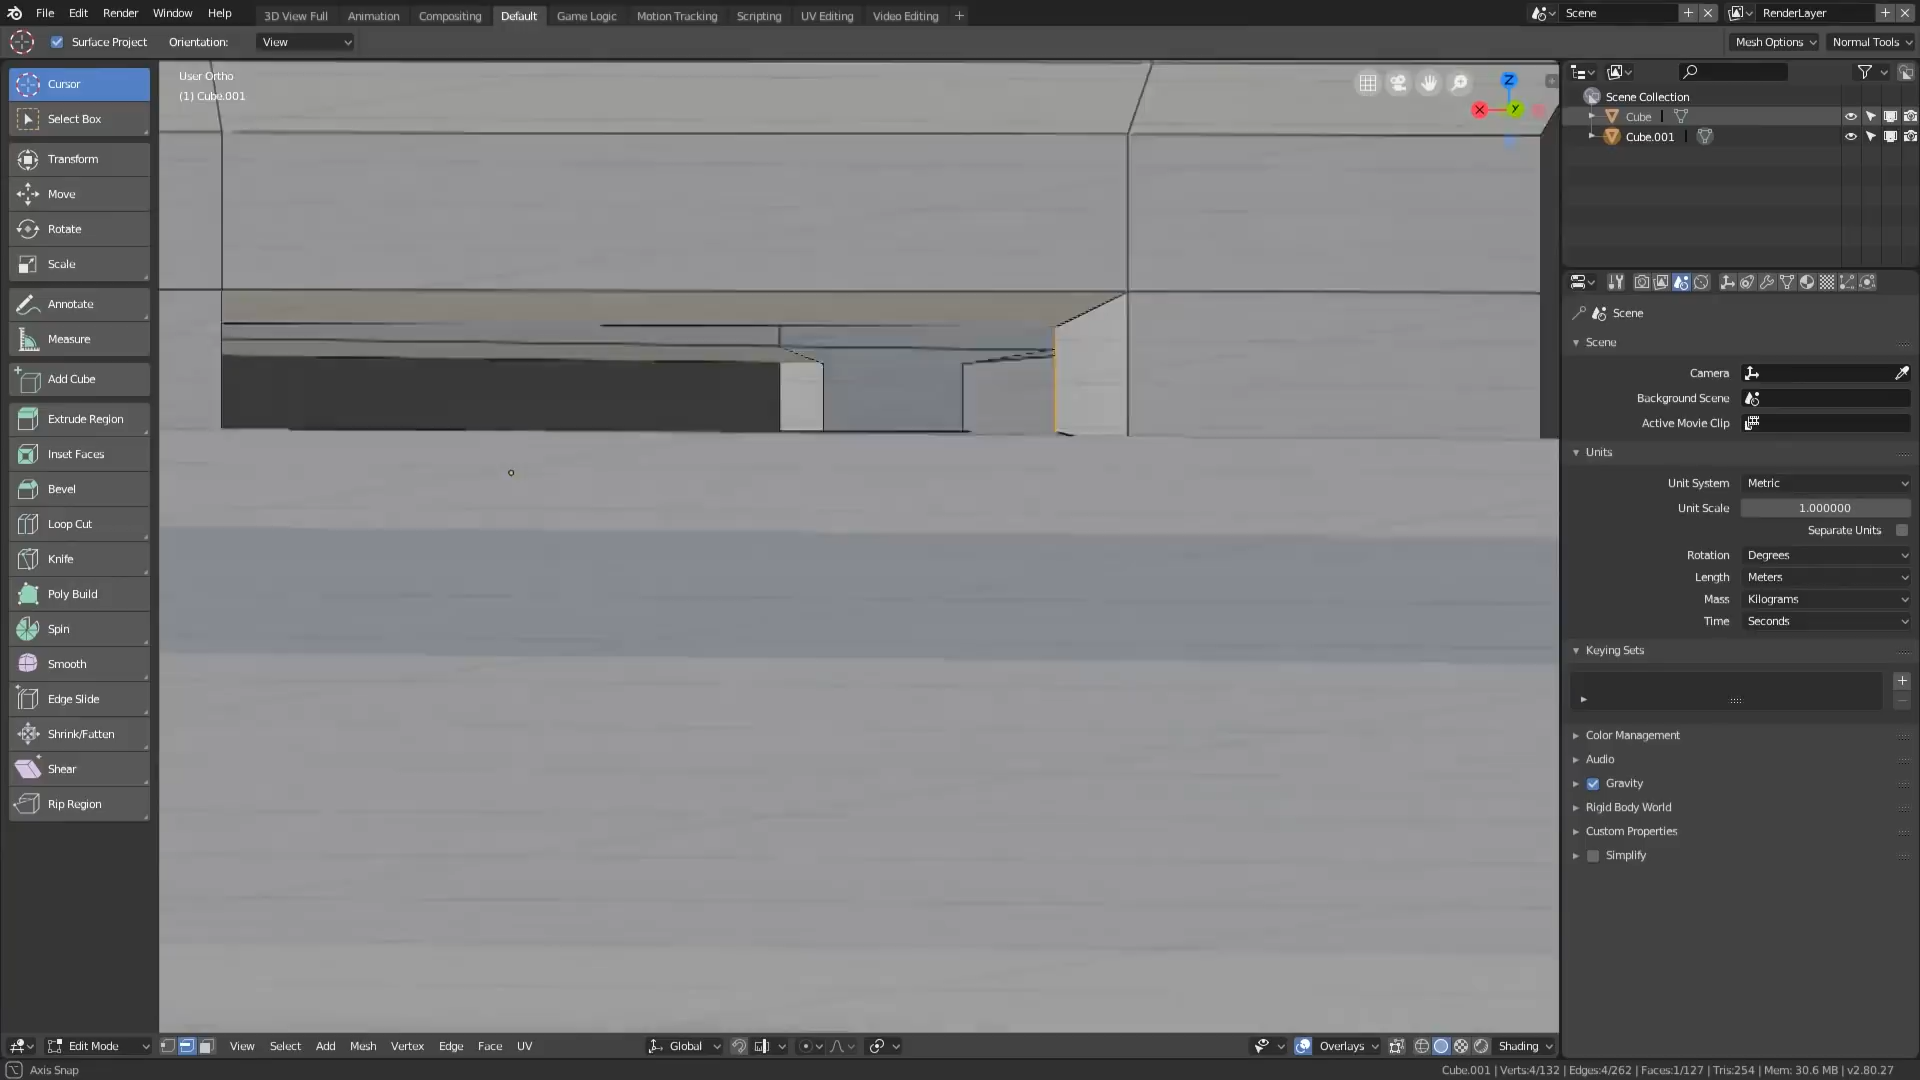 File Edit Render Window Help 3D View Full Animation Compositing Default Game Logic Motion Tracking Scripting UV Editing Video Editing + Scene RenderLayer
Surface Project Orientation: View Mesh Options Normal Tools
Cursor
Select Box
Transform
Move
Rotate
Scale
Annotate
Measure
Add Cube
Extrude Region
Inset Faces
Bevel
Loop Cut
Knife
Poly Build
Spin
Smooth
Edge Slide
Shrink/Fatten
Shear
Rip Region
User Ortho
(1) Cube.001
Z
X
Y
Scene Collection
Cube
Cube.001
Scene
Scene
Camera
Background Scene
Active Movie Clip
Units
Unit System Metric
Unit Scale 1.000000
Separate Units
Rotation Degrees
Length Meters
Mass Kilograms
Time Seconds
Keying Sets
Color Management
Audio
Gravity
Rigid Body World
Custom Properties
Simplify
Edit Mode View Select Add Mesh Vertex Edge Face UV Global Overlays Shading
Axis Snap Cube.001 | Verts:4/132 | Edges:4/262 | Faces:1/127 | Tris:254 | Mem: 30.6 MB | v2.80.27